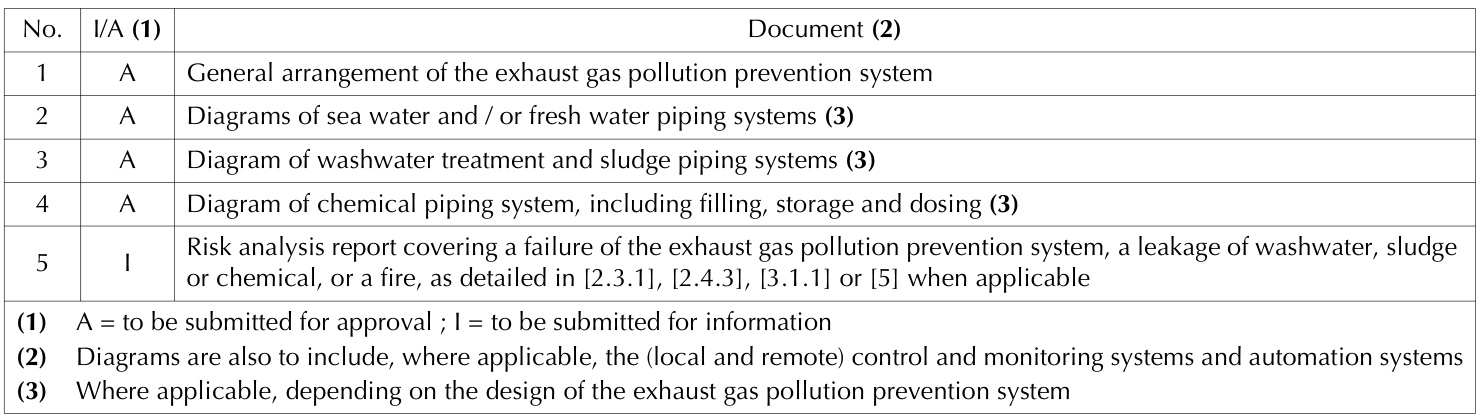 No. I/A (1) Document (2)
1 A General arrangement of the exhaust gas pollution prevention system
2 A Diagrams of sea water and / or fresh water piping systems (3)
3 A Diagram of washwater treatment and sludge piping systems (3)
4 A Diagram of chemical piping system, including filling, storage and dosing (3)
5 I Risk analysis report covering a failure of the exhaust gas pollution prevention system, a leakage of washwater, sludge
or chemical, or a fire, as detailed in [2.3.1], [2.4.3], [3.1.1] or [5] when applicable
(1) A = to be submitted for approval ; I = to be submitted for information
(2) Diagrams are also to include, where applicable, the (local and remote) control and monitoring systems and automation systems
(3) Where applicable, depending on the design of the exhaust gas pollution prevention system